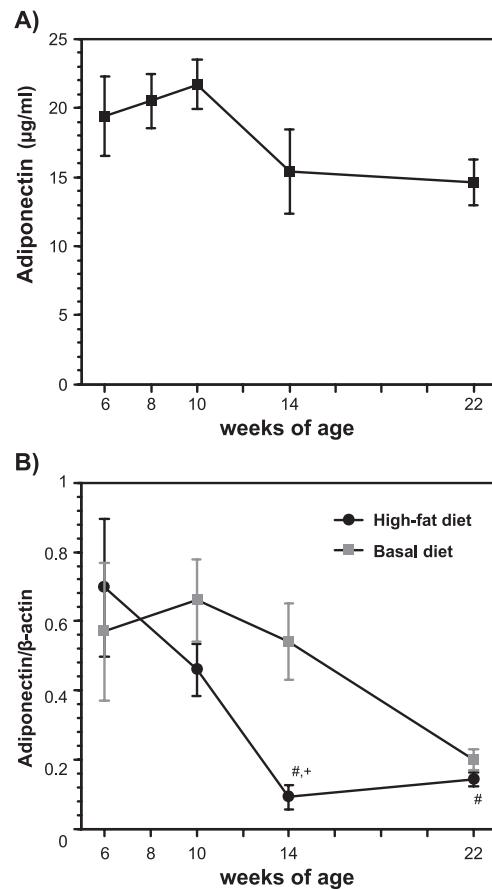 A)
Adiponectin (µg/ml)
25
20
15
10
5
0
6 8 10 14 22
weeks of age
B)
Adiponectin/β-actin
1
0.8
0.6
0.4
0.2
0
High-fat diet
Basal diet
#,+
#
6 8 10 14 22
weeks of age